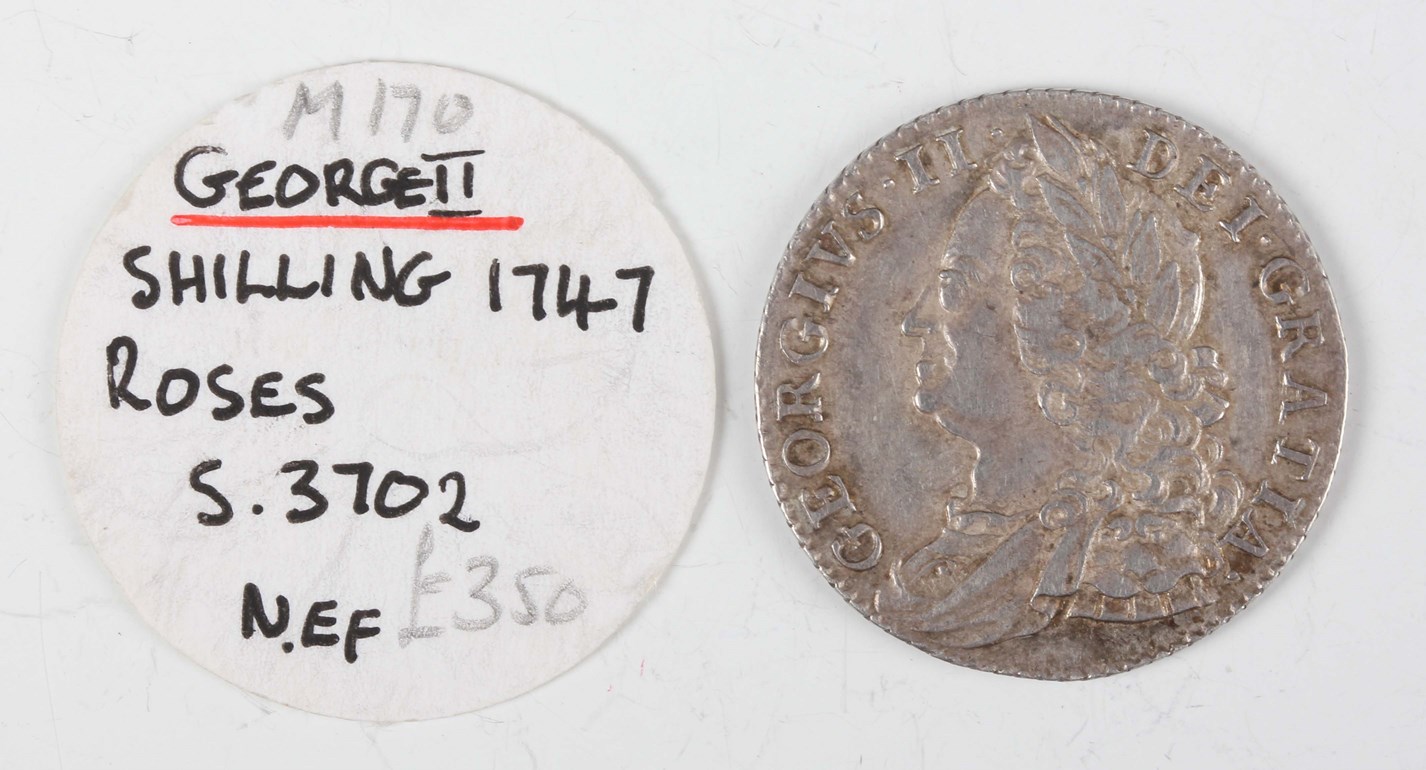 M170
GEORGE II
SHILLING 1747
ROSES
S.3702
N.EF £350
GEORGIVS · II · DEI · GRATIA ·